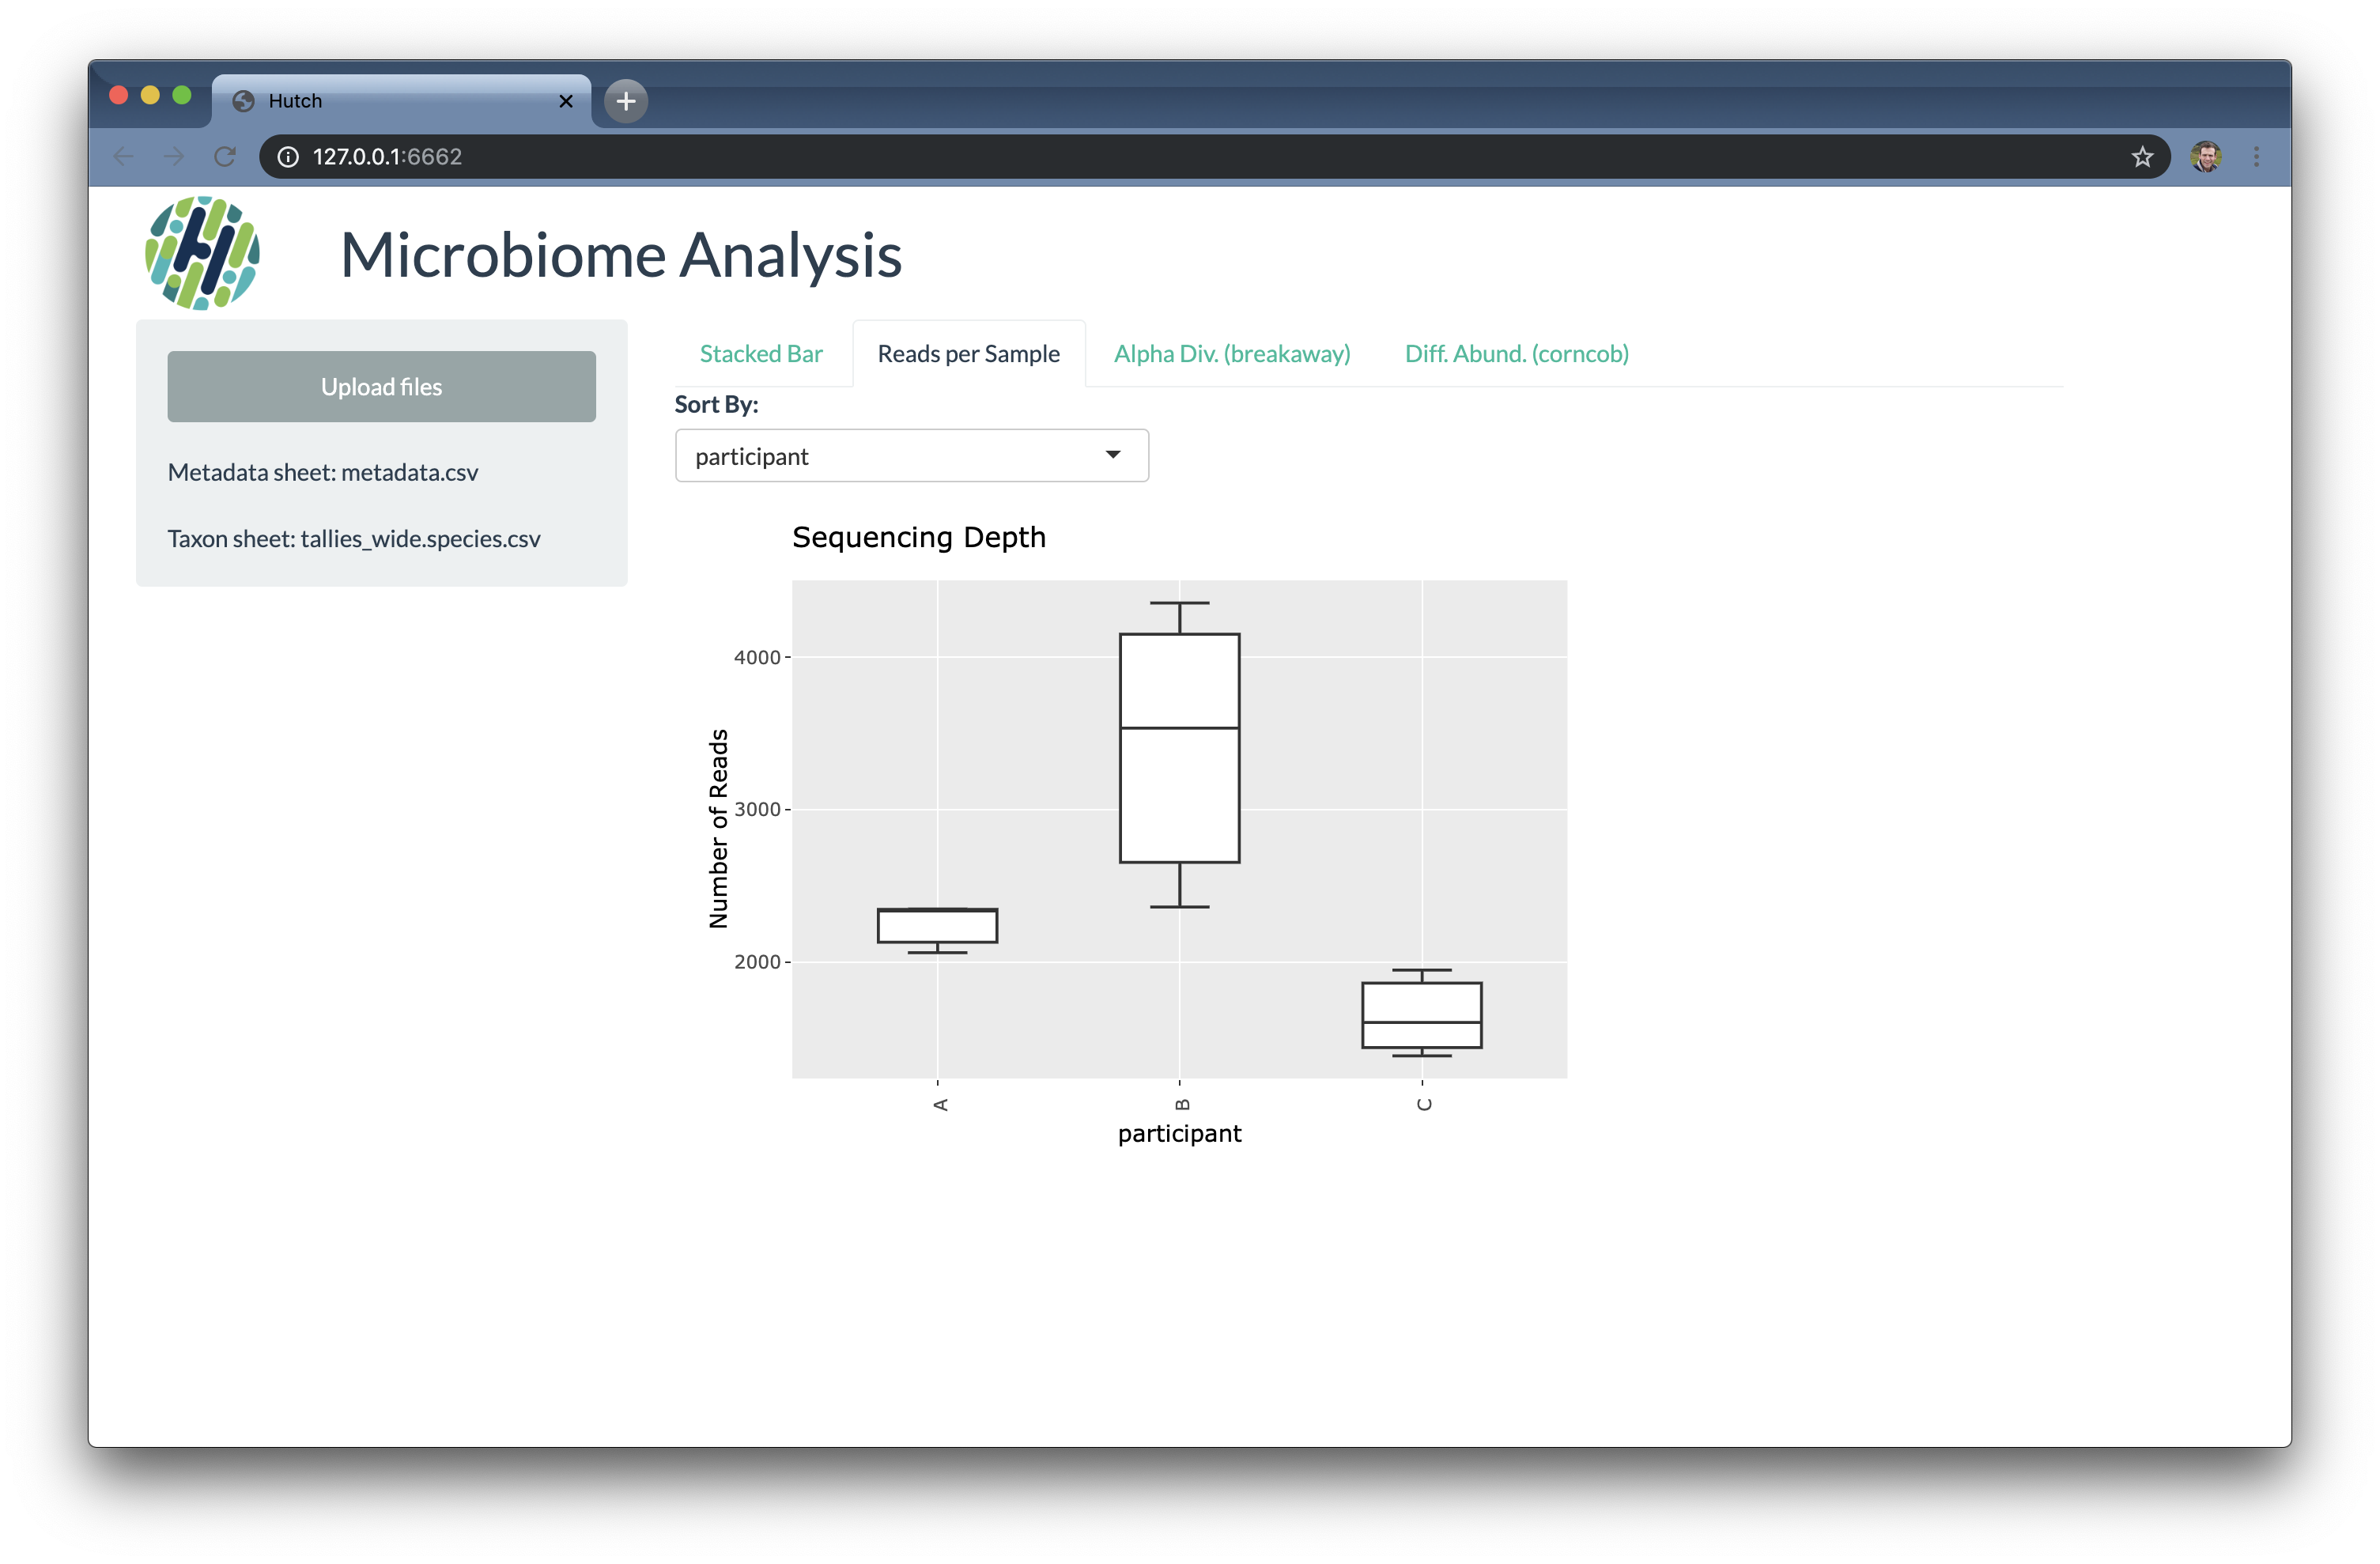 Hutch
127.0.0.1:6662
Microbiome Analysis
Upload files
Metadata sheet: metadata.csv
Taxon sheet: tallies_wide.species.csv
Stacked Bar
Reads per Sample
Alpha Div. (breakaway)
Diff. Abund. (corncob)
Sort By:
participant
Sequencing Depth
Number of Reads
4000
3000
2000
A
B
C
participant